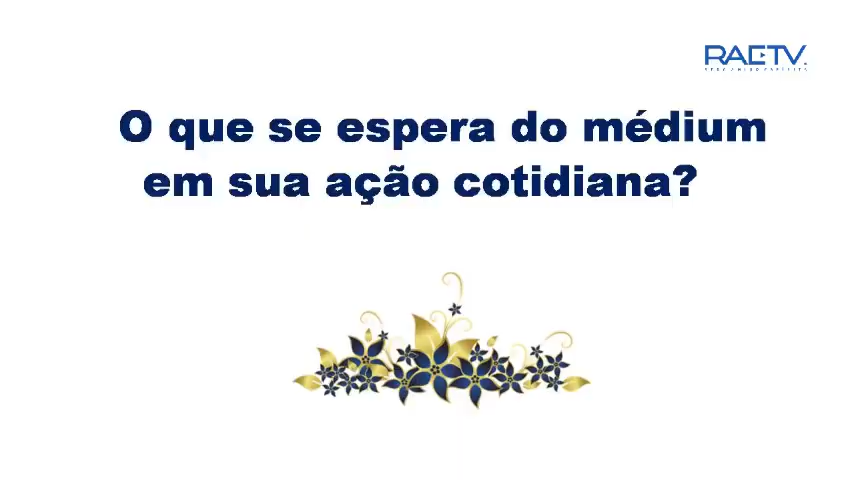 RAETV.
O que se espera do médium
em sua ação cotidiana?